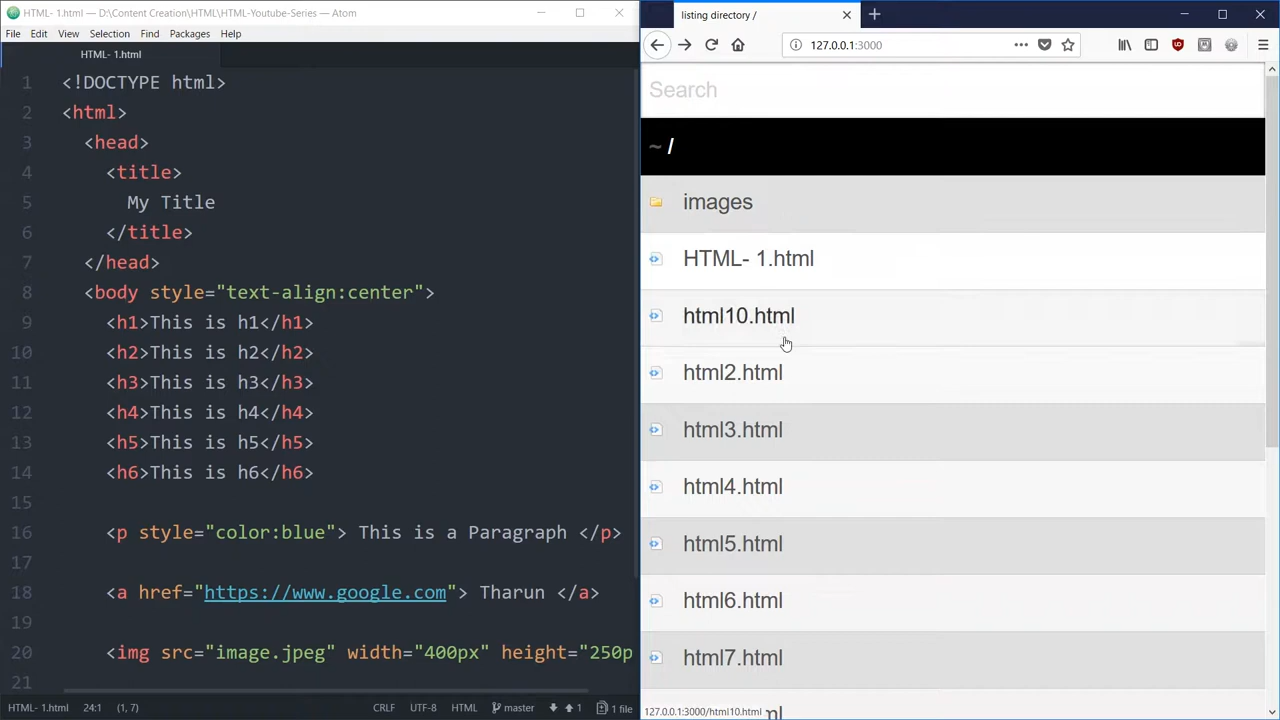 HTML- 1.html — D:\Content Creation\HTML\HTML-Youtube-Series — Atom
File Edit View Selection Find Packages Help
HTML- 1.html
1 <!DOCTYPE html>
2 <html>
3 <head>
4 <title>
5 My Title
6 </title>
7 </head>
8 <body style="text-align:center">
9 <h1>This is h1</h1>
10 <h2>This is h2</h2>
11 <h3>This is h3</h3>
12 <h4>This is h4</h4>
13 <h5>This is h5</h5>
14 <h6>This is h6</h6>
15
16 <p style="color:blue"> This is a Paragraph </p>
17
18 <a href="https://www.google.com"> Tharun </a>
19
20 <img src="image.jpeg" width="400px" height="250p
21
HTML- 1.html 24:1 (1, 7) CRLF UTF-8 HTML master 1 1 file
listing directory /
127.0.0.1:3000
Search
~ /
images
HTML- 1.html
html10.html
html2.html
html3.html
html4.html
html5.html
html6.html
html7.html
127.0.0.1:3000/html10.html